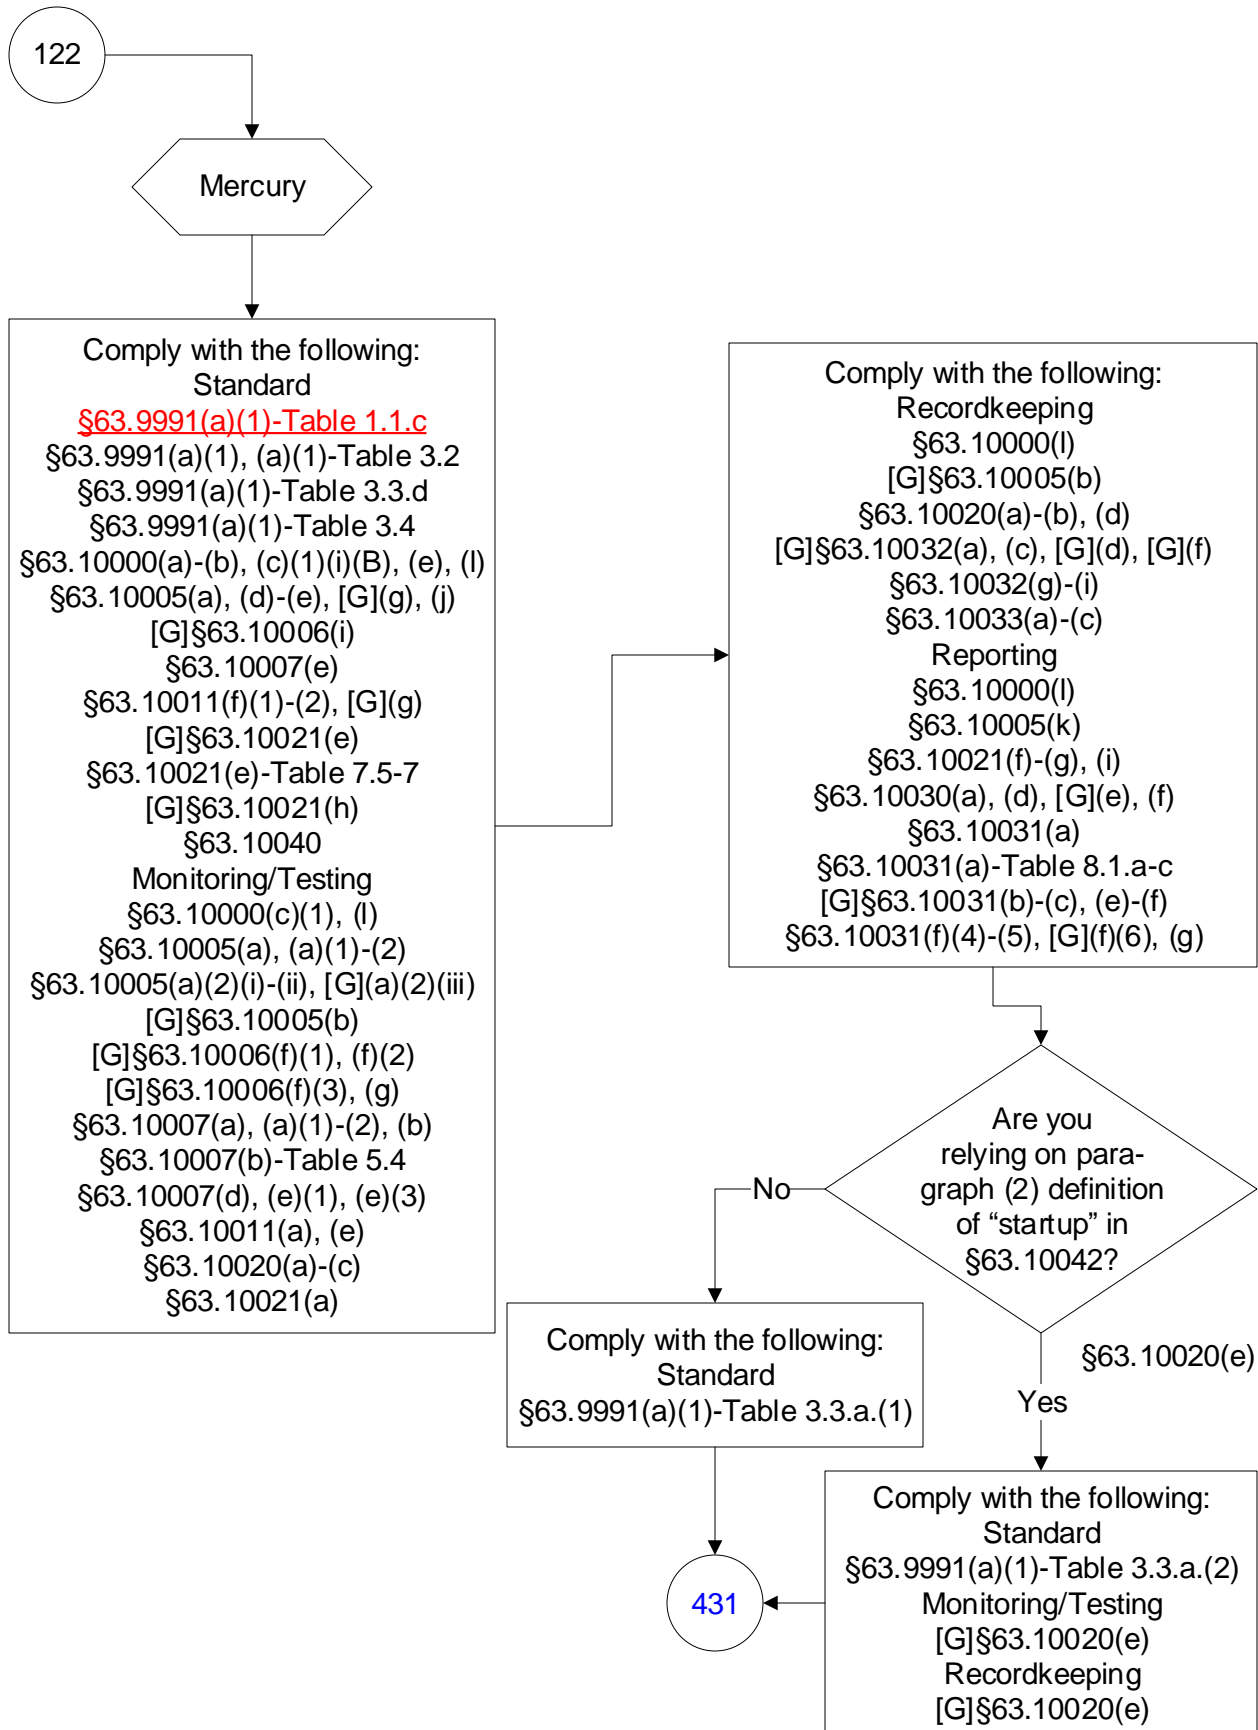 122
Mercury
Comply with the following:
Standard
§63.9991(a)(1)-Table 1.1.c
§63.9991(a)(1), (a)(1)-Table 3.2
§63.9991(a)(1)-Table 3.3.d
§63.9991(a)(1)-Table 3.4
§63.10000(a)-(b), (c)(1)(i)(B), (e), (l)
§63.10005(a), (d)-(e), [G](g), (j)
[G]§63.10006(i)
§63.10007(e)
§63.10011(f)(1)-(2), [G](g)
[G]§63.10021(e)
§63.10021(e)-Table 7.5-7
[G]§63.10021(h)
§63.10040
Monitoring/Testing
§63.10000(c)(1), (l)
§63.10005(a), (a)(1)-(2)
§63.10005(a)(2)(i)-(ii), [G](a)(2)(iii)
[G]§63.10005(b)
[G]§63.10006(f)(1), (f)(2)
[G]§63.10006(f)(3), (g)
§63.10007(a), (a)(1)-(2), (b)
§63.10007(b)-Table 5.4
§63.10007(d), (e)(1), (e)(3)
§63.10011(a), (e)
§63.10020(a)-(c)
§63.10021(a)
Comply with the following:
Recordkeeping
§63.10000(l)
[G]§63.10005(b)
§63.10020(a)-(b), (d)
[G]§63.10032(a), (c), [G](d), [G](f)
§63.10032(g)-(i)
§63.10033(a)-(c)
Reporting
§63.10000(l)
§63.10005(k)
§63.10021(f)-(g), (i)
§63.10030(a), (d), [G](e), (f)
§63.10031(a)
§63.10031(a)-Table 8.1.a-c
[G]§63.10031(b)-(c), (e)-(f)
§63.10031(f)(4)-(5), [G](f)(6), (g)
Are you
relying on para-
graph (2) definition
of “startup” in
§63.10042?
No
Comply with the following:
Standard
§63.9991(a)(1)-Table 3.3.a.(1)
§63.10020(e)
Yes
Comply with the following:
Standard
§63.9991(a)(1)-Table 3.3.a.(2)
Monitoring/Testing
[G]§63.10020(e)
Recordkeeping
[G]§63.10020(e)
431